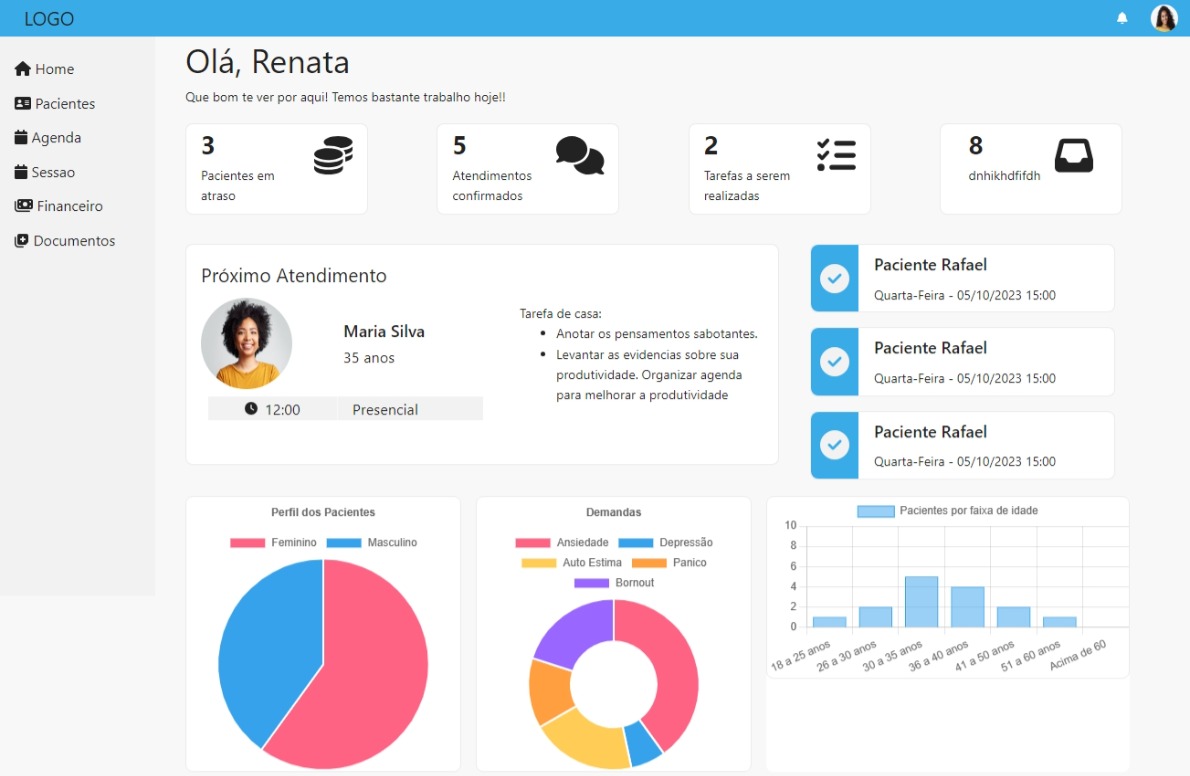 LOGO
Home
Pacientes
Agenda
Sessao
Financeiro
Documentos
Olá, Renata
Que bom te ver por aqui! Temos bastante trabalho hoje!!
3
Pacientes em
atraso
5
Atendimentos
confirmados
2
Tarefas a serem
realizadas
8
dnhikhdfifdh
Próximo Atendimento
Maria Silva
35 anos
12:00 Presencial
Tarefa de casa:
Anotar os pensamentos sabotantes.
Levantar as evidencias sobre sua
produtividade. Organizar agenda
para melhorar a produtividade
Paciente Rafael
Quarta-Feira - 05/10/2023 15:00
Paciente Rafael
Quarta-Feira - 05/10/2023 15:00
Paciente Rafael
Quarta-Feira - 05/10/2023 15:00
Perfil dos Pacientes
Feminino Masculino
Demandas
Ansiedade Depressão
Auto Estima Panico
Bornout
Pacientes por faixa de idade
10
8
6
4
2
0
18 a 25 anos
26 a 30 anos
30 a 35 anos
36 a 40 anos
41 a 50 anos
51 a 60 anos
Acima de 60